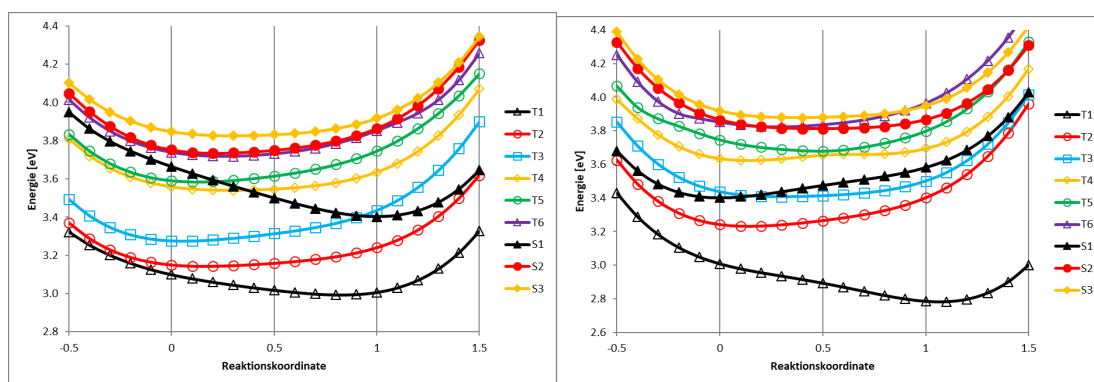 4.4
4.2
4.0
3.8
3.6
3.4
3.2
3.0
2.8
Energie [eV]
-0.5
0
0.5
1
1.5
Reaktionskoordinate
T1
T2
T3
T4
T5
T6
S1
S2
S3
4.4
4.2
4.0
3.8
3.6
3.4
3.2
3.0
2.8
2.6
Energie [eV]
-0.5
0
0.5
1
1.5
Reaktionskoordinate
T1
T2
T3
T4
T5
T6
S1
S2
S3